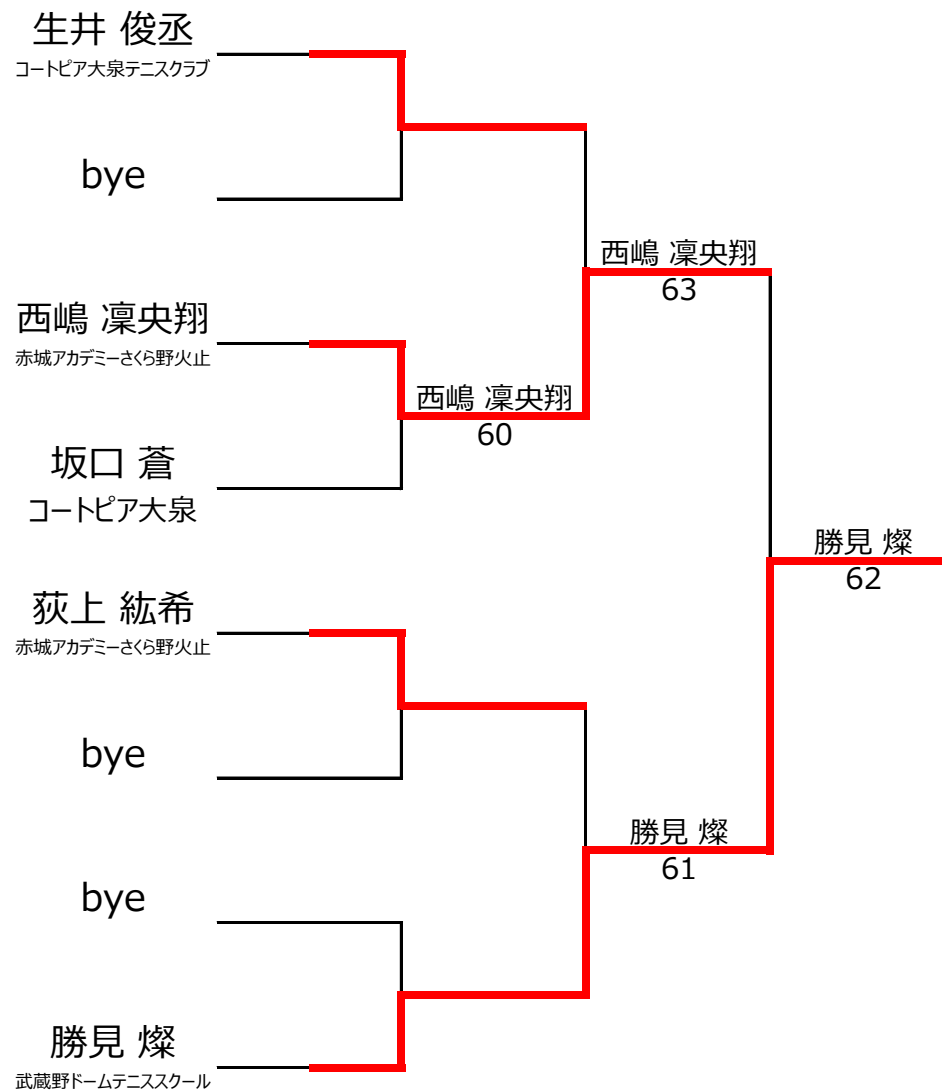 生井 俊丞
コートピア大泉テニスクラブ
bye
西嶋 凜央翔
63
西嶋 凜央翔
赤城アカデミーさくら野火止
西嶋 凜央翔
60
坂口 蒼
コートピア大泉
勝見 燦
62
荻上 紘希
赤城アカデミーさくら野火止
bye
勝見 燦
61
bye
勝見 燦
武蔵野ドームテニススクール